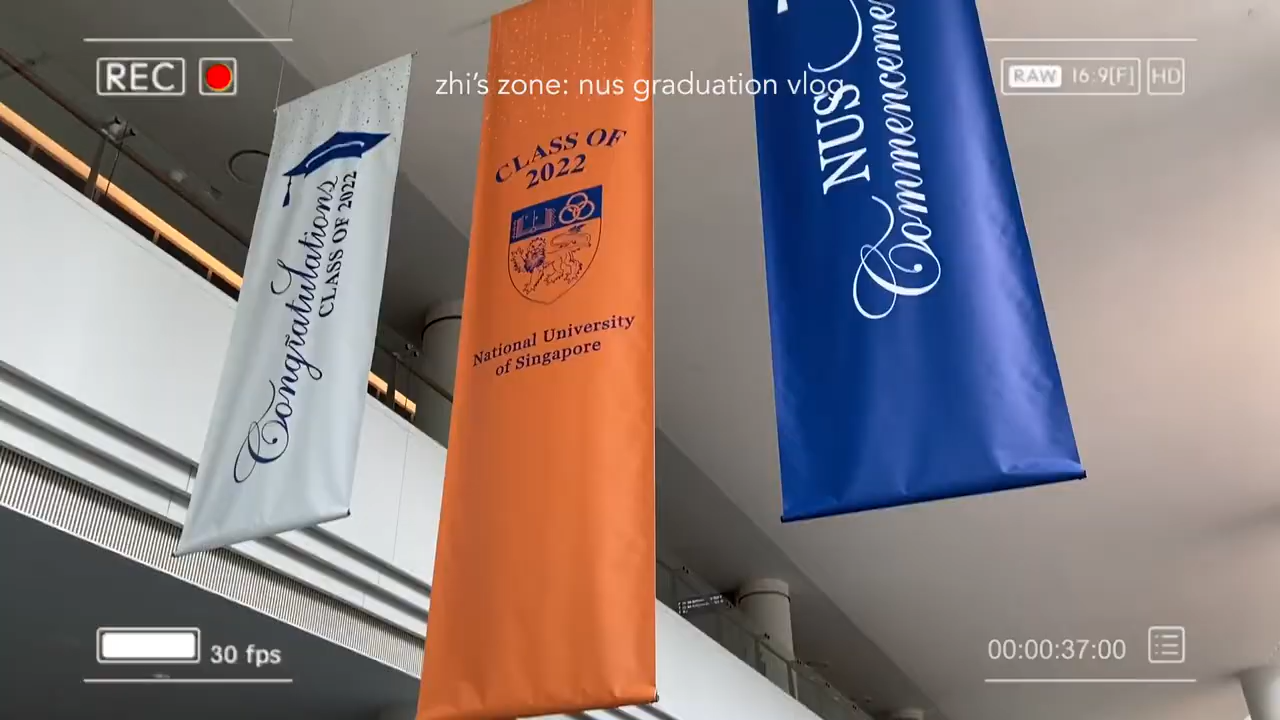 REC
RAW 16:9[F] HD
zhi's zone: nus graduation vlog
Congratulations
CLASS OF 2022
CLASS OF
2022
National University
of Singapore
NUS
Commenceme
30 fps
00:00:37:00